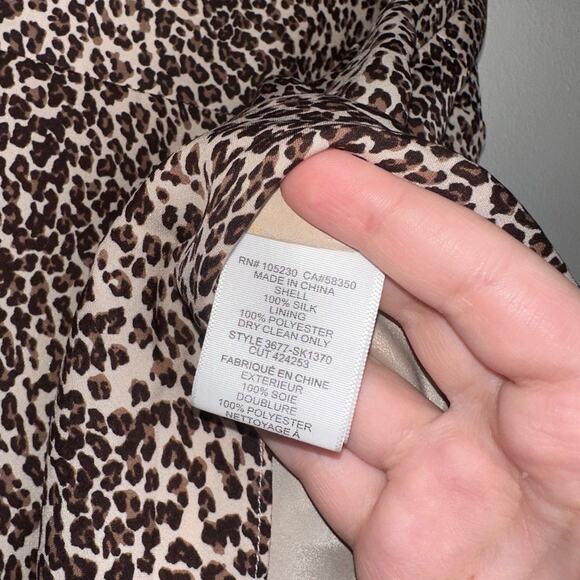 RN# 105230 CA#58350
MADE IN CHINA
SHELL
100% SILK
LINING
100% POLYESTER
DRY CLEAN ONLY
STYLE 3677-SK1370
CUT 424253
FABRIQUÉ EN CHINE
EXTERIEUR
100% SOIE
DOUBLURE
100% POLYESTER
NETTOYAGE À